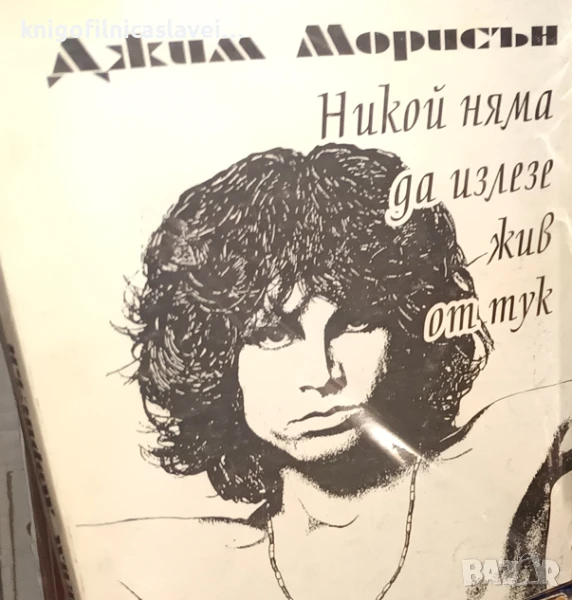 knigofilnicaslavei...
Джим Морисън
Никой няма
да излезе
жив
от тук
BAZAR